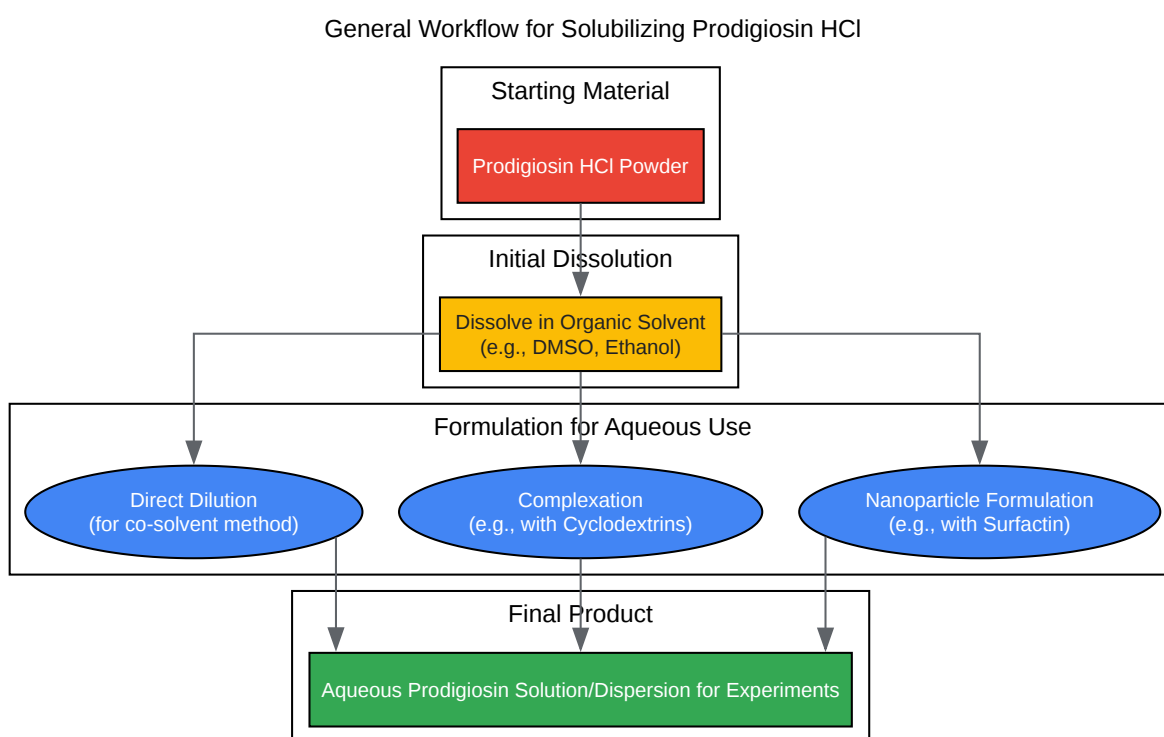 General Workflow for Solubilizing Prodigiosin HCl
Starting Material
Prodigiosin HCl Powder
Initial Dissolution
Dissolve in Organic Solvent
(e.g., DMSO, Ethanol)
Formulation for Aqueous Use
Direct Dilution
(for co-solvent method)
Complexation
(e.g., with Cyclodextrins)
Nanoparticle Formulation
(e.g., with Surfactin)
Final Product
Aqueous Prodigiosin Solution/Dispersion for Experiments